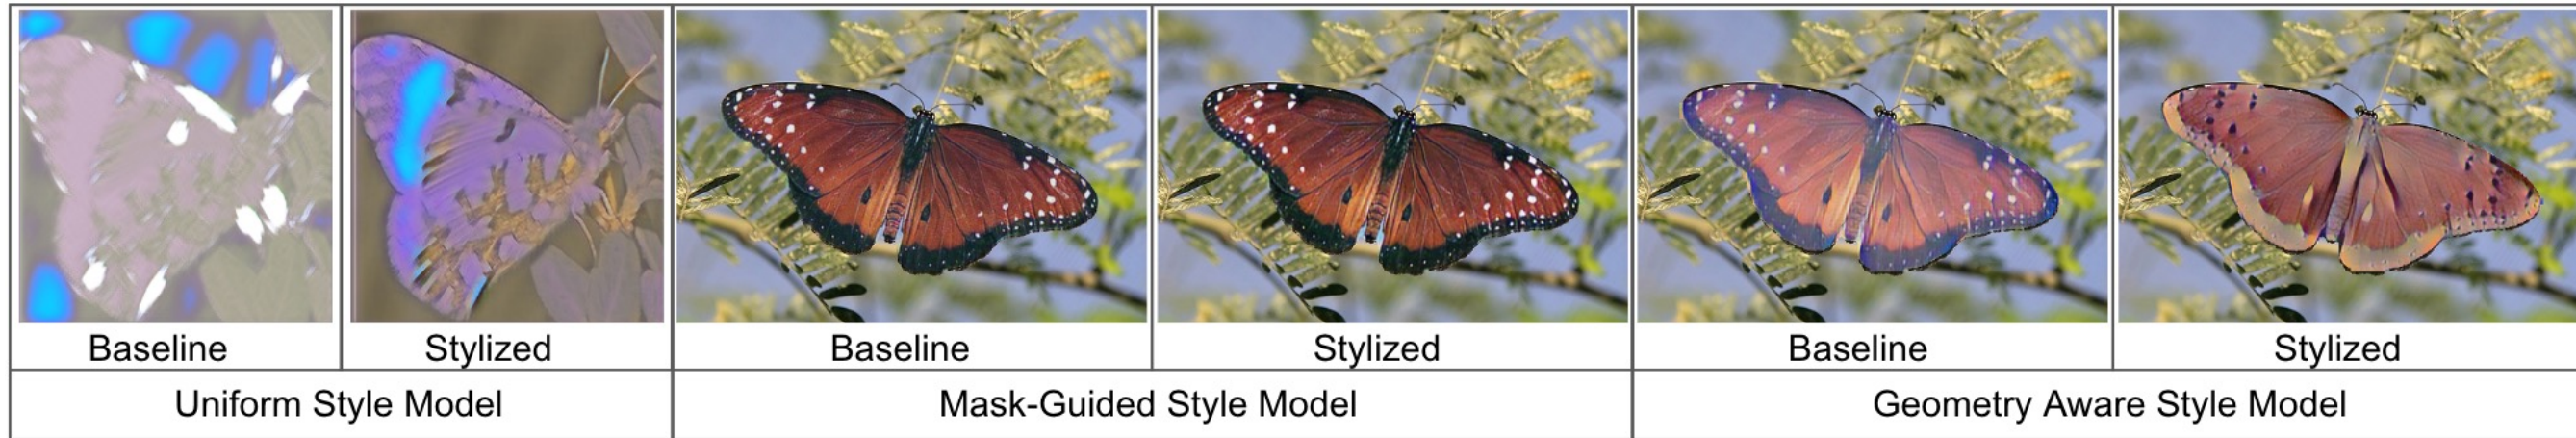 Baseline
Stylized
Baseline
Stylized
Baseline
Stylized
Uniform Style Model
Mask-Guided Style Model
Geometry Aware Style Model